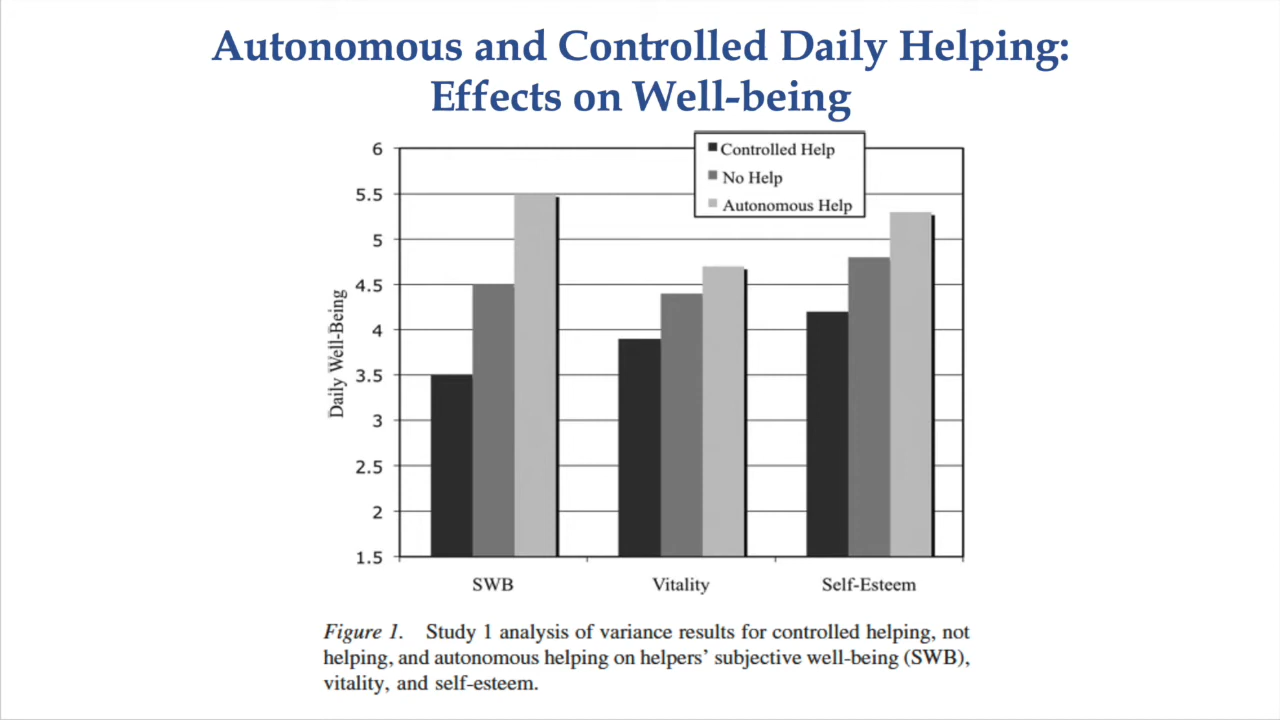 Autonomous and Controlled Daily Helping:
Effects on Well-being
Controlled Help
No Help
Autonomous Help
6
5.5
5
4.5
4
3.5
3
2.5
2
1.5
Daily Well-Being
SWB
Vitality
Self-Esteem
Figure 1. Study 1 analysis of variance results for controlled helping, not
helping, and autonomous helping on helpers' subjective well-being (SWB),
vitality, and self-esteem.